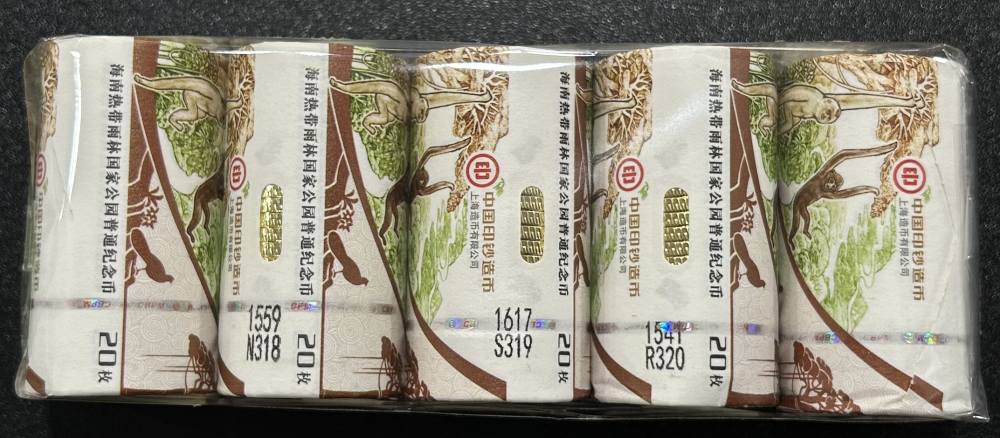 海南热带雨林国家公园普通纪念币
20枚
中国印钞造币
1559
N318
海南热带雨林国家公园普通纪念币
20枚
中国印钞造币
上海造币有限公司
1617
S319
海南热带雨林国家公园普通纪念币
20枚
中国印钞造币
上海造币有限公司
1541
R320
海南热带雨林国家公园普通纪念币
20枚
中国印钞造币
上海造币有限公司